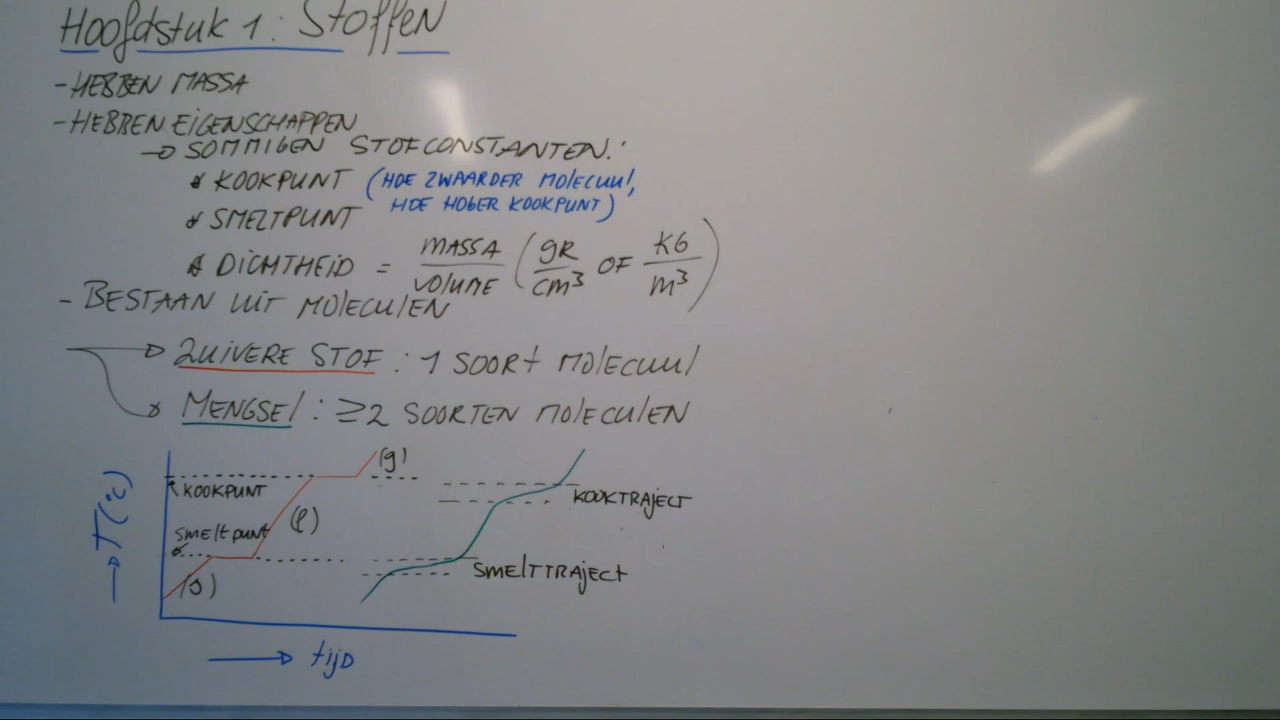 Hoofdstuk 1: Stoffen
- HEBBEN MASSA
- HEBBEN EIGENSCHAPPEN
→ SOMMIGEN STOFCONSTANTEN:
* KOOKPUNT (HOE ZWAARDER MOLECUUL,
HOE HOGER KOOKPUNT)
* SMELTPUNT
* DICHTHEID = MASSA / VOLUME (gR / cm³ OF KG / m³)
- BESTAAN UIT MOLECULEN
→ ZUIVERE STOF : 1 SOORT MOLECUUL
→ MENGSEL : ≥2 SOORTEN MOLECULEN
(g)
KOOKPUNT
KOOKTRAJECT
(l)
smeltpunt
SMELTTRAJECT
(s)
→ T(°C)
→ tijD